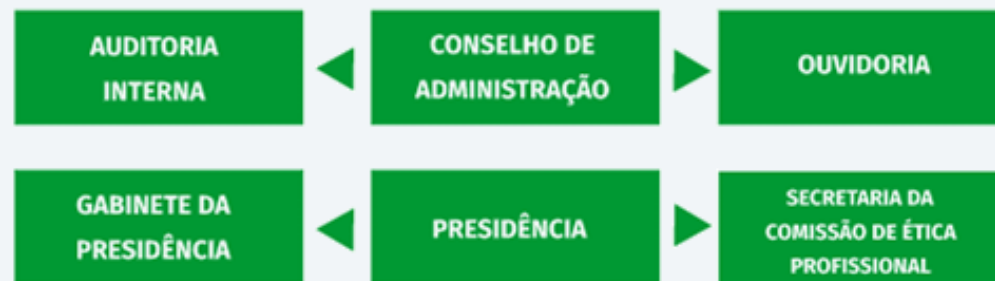 AUDITORIA
INTERNA
CONSELHO DE
ADMINISTRAÇÃO
OUVIDORIA
GABINETE DA
PRESIDÊNCIA
PRESIDÊNCIA
SECRETARIA DA
COMISSÃO DE ÉTICA
PROFISSIONAL